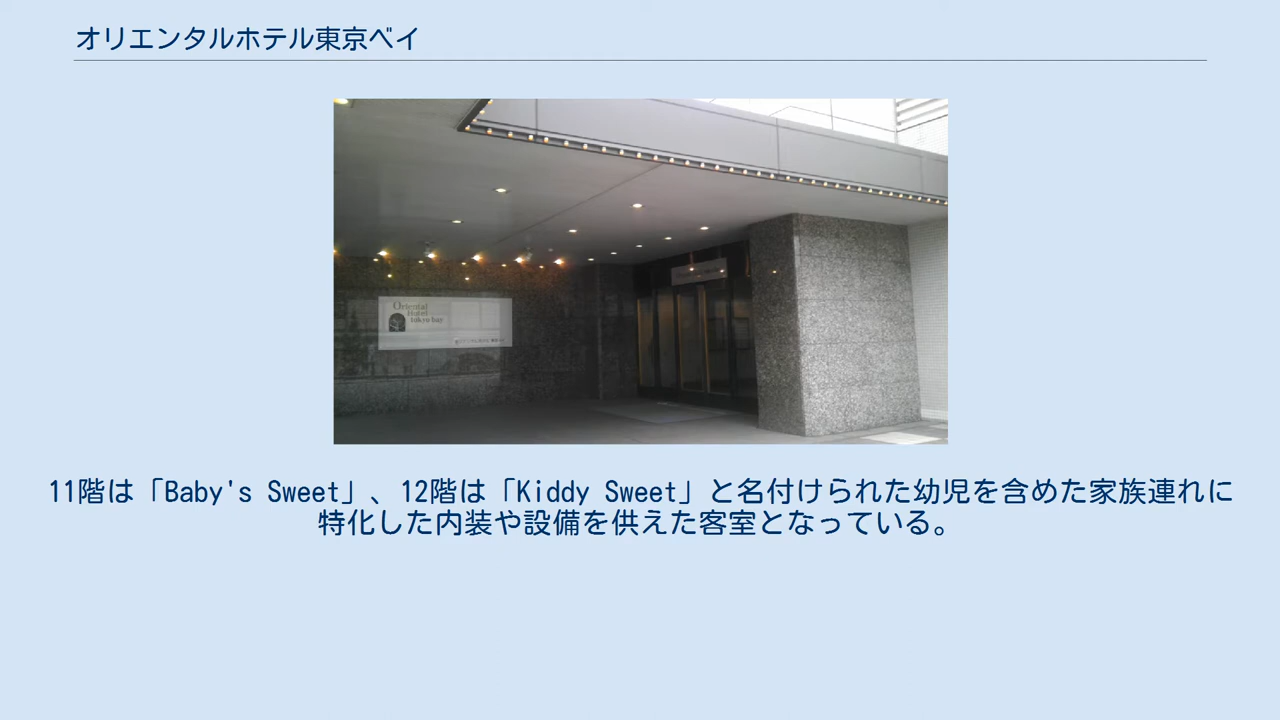 オリエンタルホテル東京ベイ
Oriental
Hotel
tokyo bay
11階は「Baby's Sweet」、12階は「Kiddy Sweet」と名付けられた幼児を含めた家族連れに
特化した内装や設備を供えた客室となっている。